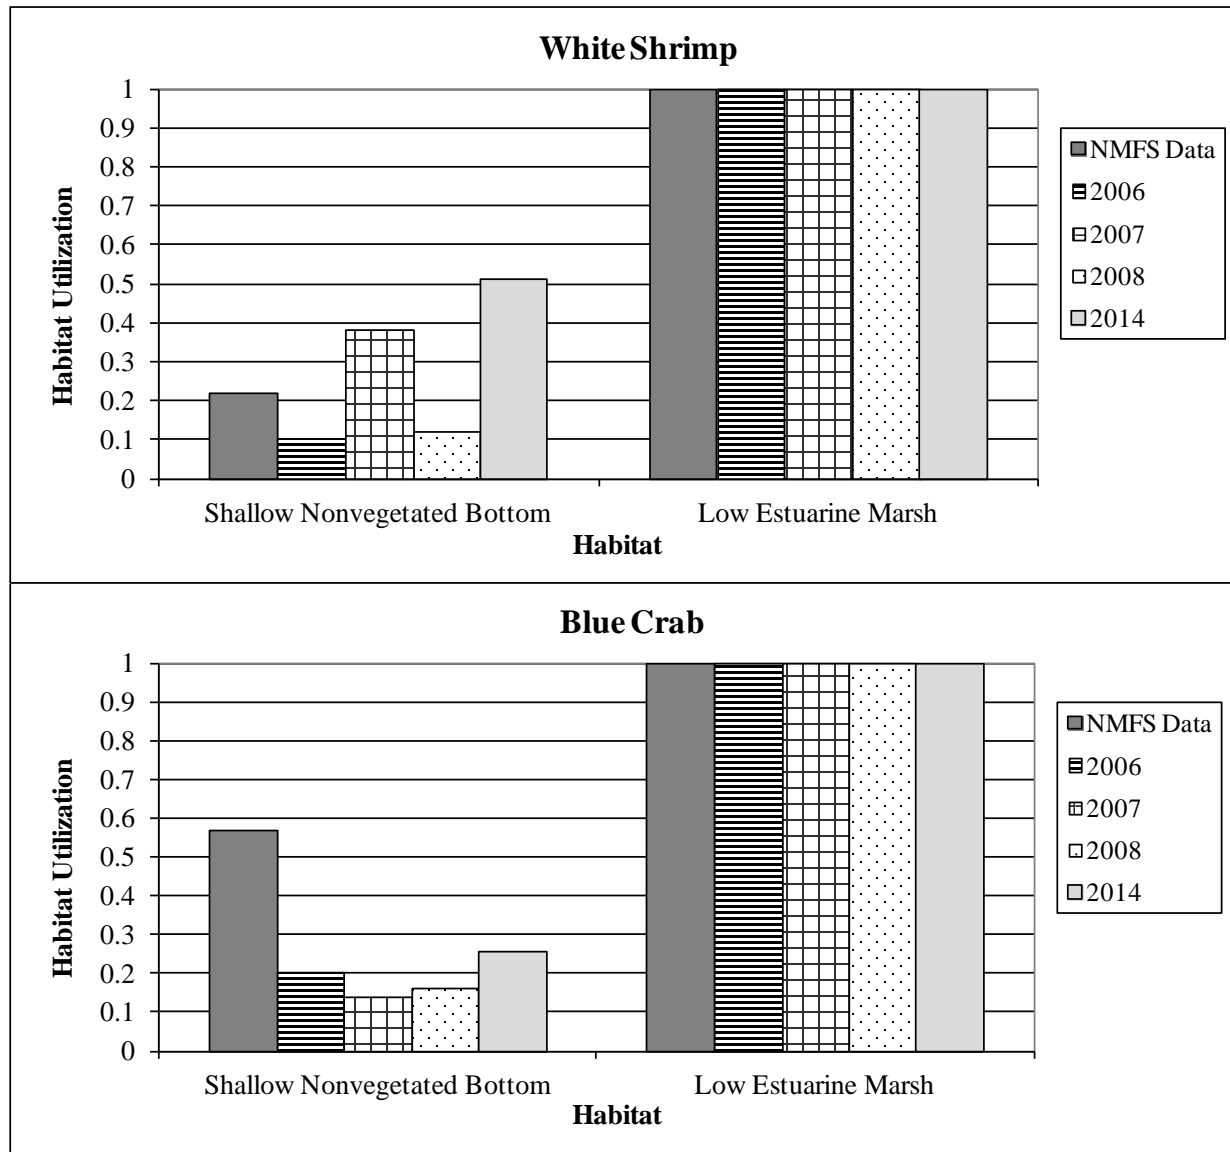 White Shrimp
1
0.9
0.8
0.7
0.6
0.5
0.4
0.3
0.2
0.1
0
Habitat Utilization
Shallow Nonvegetated Bottom
Low Estuarine Marsh
Habitat
NMFS Data
2006
2007
2008
2014
Blue Crab
1
0.9
0.8
0.7
0.6
0.5
0.4
0.3
0.2
0.1
0
Habitat Utilization
Shallow Nonvegetated Bottom
Low Estuarine Marsh
Habitat
NMFS Data
2006
2007
2008
2014